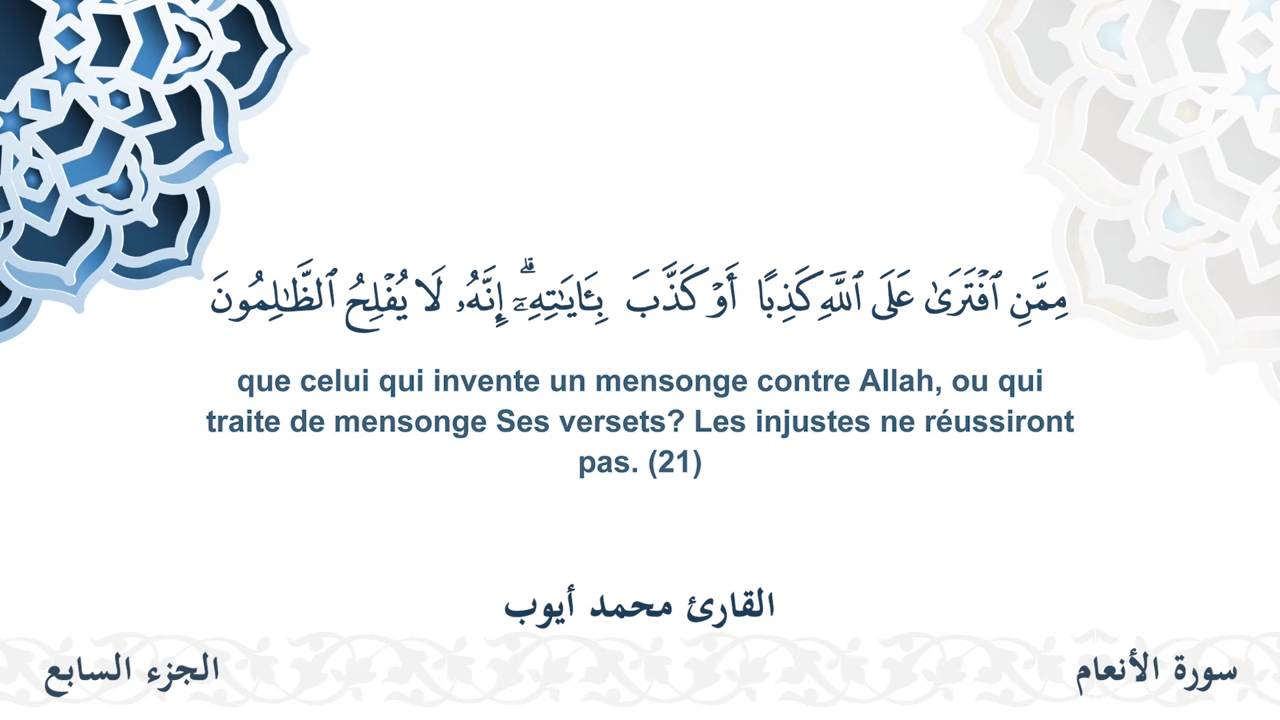 مِمَّنِ ٱفۡتَرَىٰ عَلَى ٱللَّهِ كَذِبًا أَوۡ كَذَّبَ بِـَٔايَٰتِهِۦٓۚ إِنَّهُۥ لَا يُفۡلِحُ ٱلظَّٰلِمُونَ
que celui qui invente un mensonge contre Allah, ou qui
traite de mensonge Ses versets? Les injustes ne réussiront
pas. (21)
القارئ محمد أيوب
سورة الأنعام
الجزء السابع